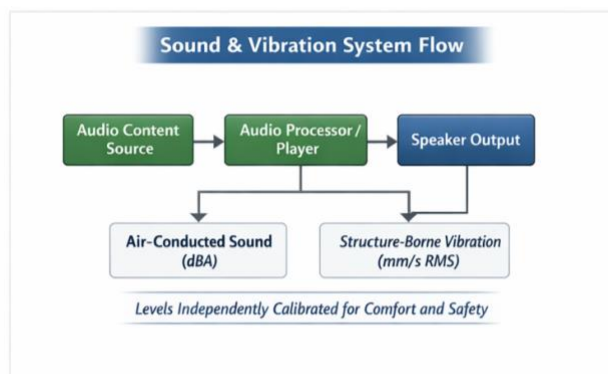 Sound & Vibration System Flow
Audio Content
Source
Audio Processor /
Player
Speaker Output
Air-Conducted Sound
(dBA)
Structure-Borne Vibration
(mm/s RMS)
Levels Independently Calibrated for Comfort and Safety